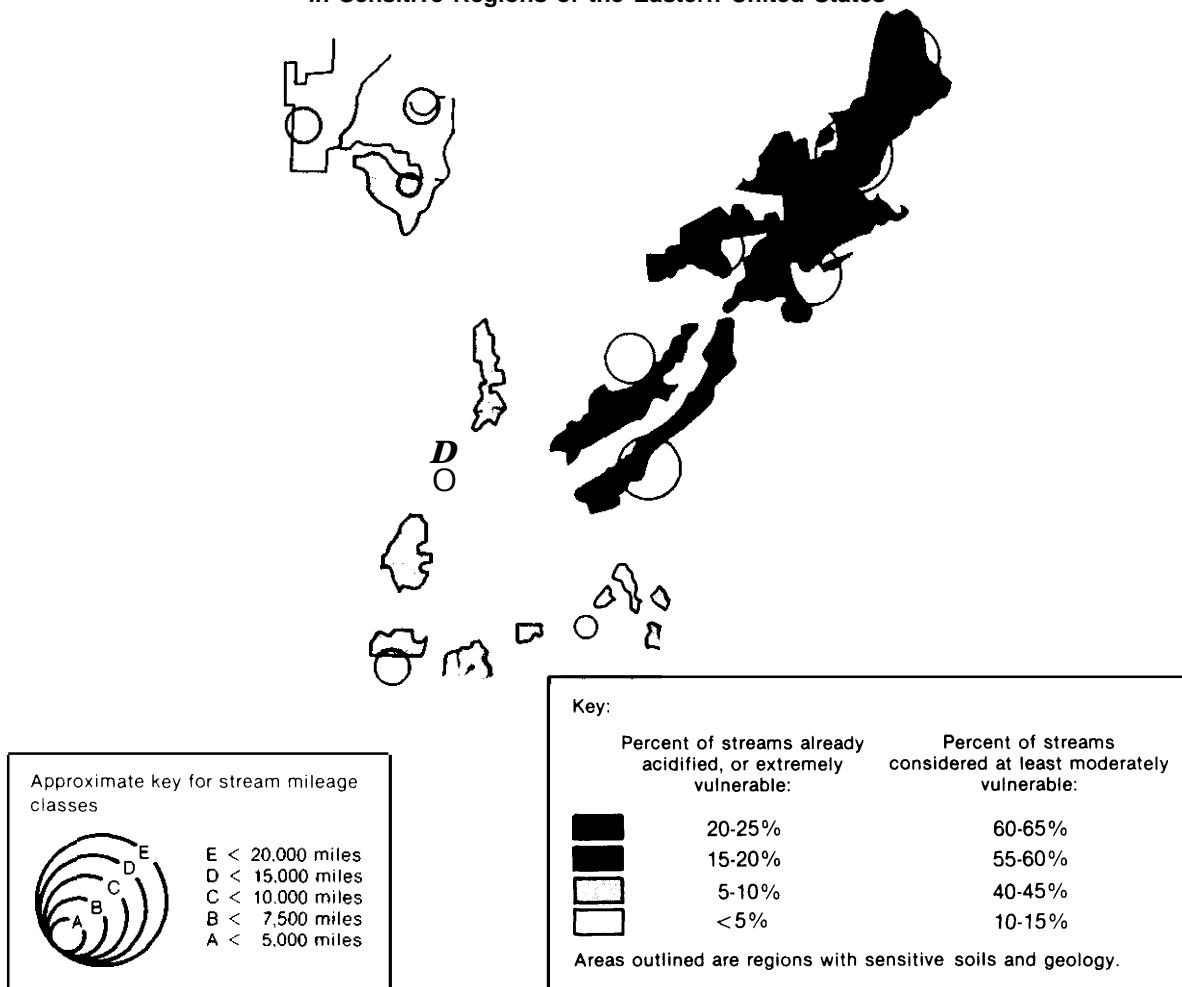 in Sensitive Regions of the Eastern United States
D
Key:
Percent of streams already acidified, or extremely vulnerable:
Percent of streams considered at least moderately vulnerable:
20-25% 60-65%
15-20% 55-60%
5-10% 40-45%
<5% 10-15%
Areas outlined are regions with sensitive soils and geology.
Approximate key for stream mileage
classes
E
D
C
B
A
E < 20.000 miles
D < 15.000 miles
C < 10.000 miles
B < 7,500 miles
A < 5.000 miles